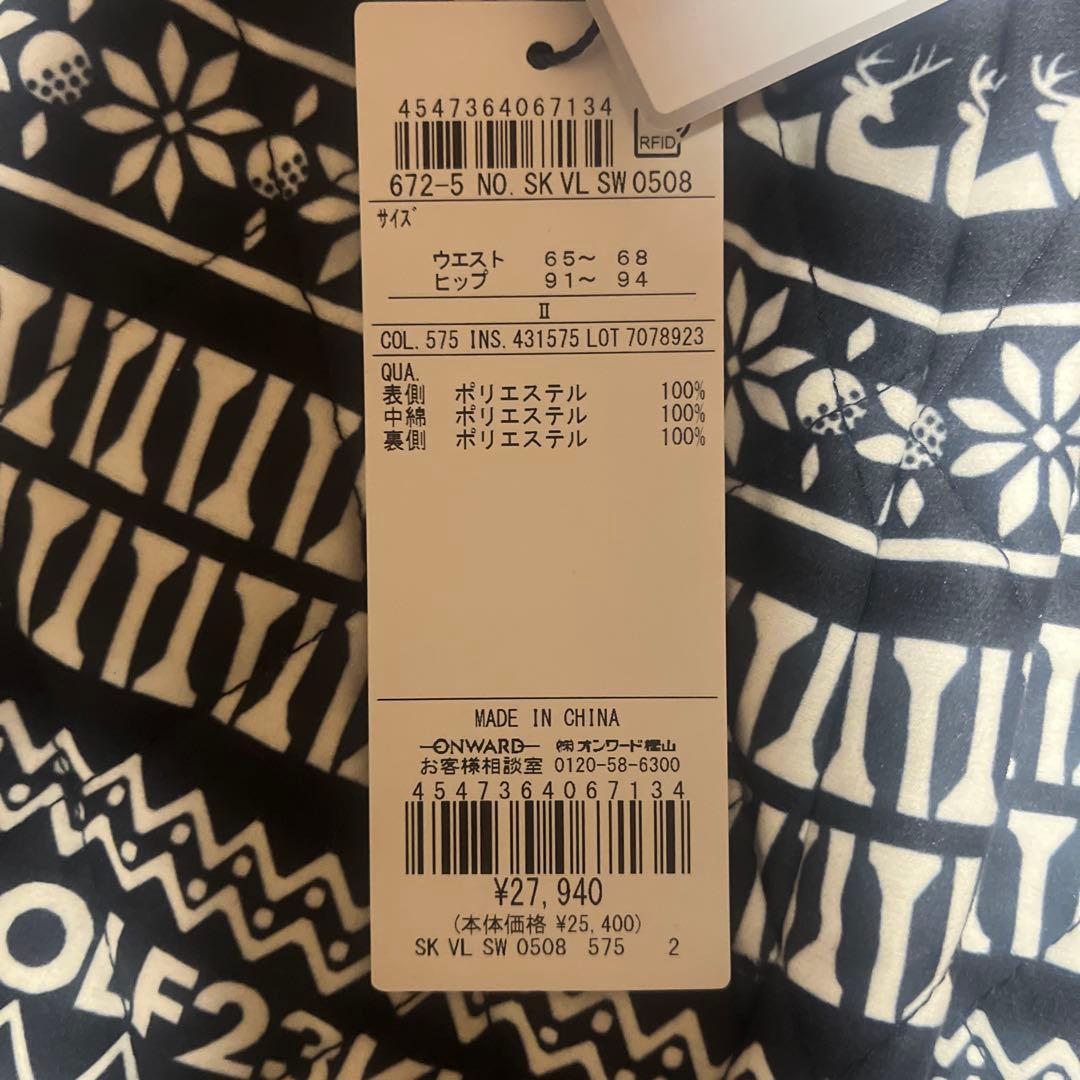 4547364067134
RFID
672-5 NO. SK VL SW 0508
サイズ
ウエスト 65～ 68
ヒップ 91～ 94
Ⅱ
COL. 575 INS. 431575 LOT 7078923
QUA.
表側 ポリエステル 100%
中綿 ポリエステル 100%
裏側 ポリエステル 100%
MADE IN CHINA
ONWARD ㈱オンワード樫山
お客様相談室 0120-58-6300
4547364067134
¥27,940
(本体価格 ¥25,400)
SK VL SW 0508 575 2
OLF23